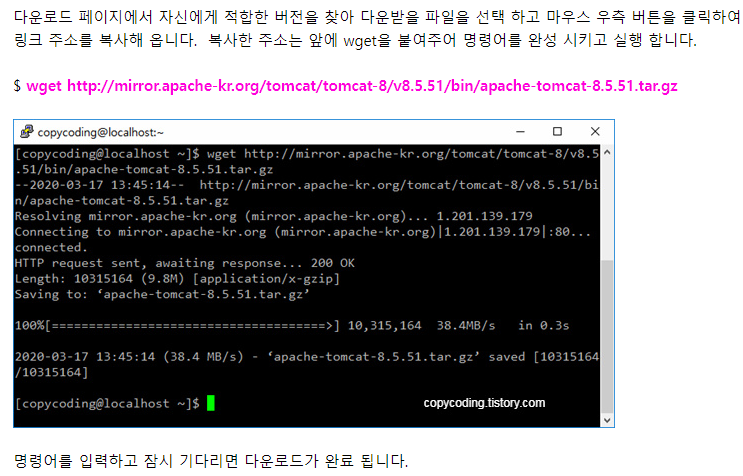 다운로드 페이지에서 자신에게 적합한 버전을 찾아 다운받을 파일을 선택 하고 마우스 우측 버튼을 클릭하여
링크 주소를 복사해 옵니다.  복사한 주소는 앞에 wget을 붙여주어 명령어를 완성 시키고 실행 합니다.
$ wget http://mirror.apache-kr.org/tomcat/tomcat-8/v8.5.51/bin/apache-tomcat-8.5.51.tar.gz
copycoding@localhost:~
[copycoding@localhost ~]$ wget http://mirror.apache-kr.org/tomcat/tomcat-8/v8.5
.51/bin/apache-tomcat-8.5.51.tar.gz
--2020-03-17 13:45:14--  http://mirror.apache-kr.org/tomcat/tomcat-8/v8.5.51/bi
n/apache-tomcat-8.5.51.tar.gz
Resolving mirror.apache-kr.org (mirror.apache-kr.org)... 1.201.139.179
Connecting to mirror.apache-kr.org (mirror.apache-kr.org)|1.201.139.179|:80...
connected.
HTTP request sent, awaiting response... 200 OK
Length: 10315164 (9.8M) [application/x-gzip]
Saving to: ‘apache-tomcat-8.5.51.tar.gz’
100%[=====================================>] 10,315,164  38.4MB/s   in 0.3s
2020-03-17 13:45:14 (38.4 MB/s) - ‘apache-tomcat-8.5.51.tar.gz’ saved [10315164
/10315164]
[copycoding@localhost ~]$
copycoding.tistory.com
명령어를 입력하고 잠시 기다리면 다운로드가 완료 됩니다.